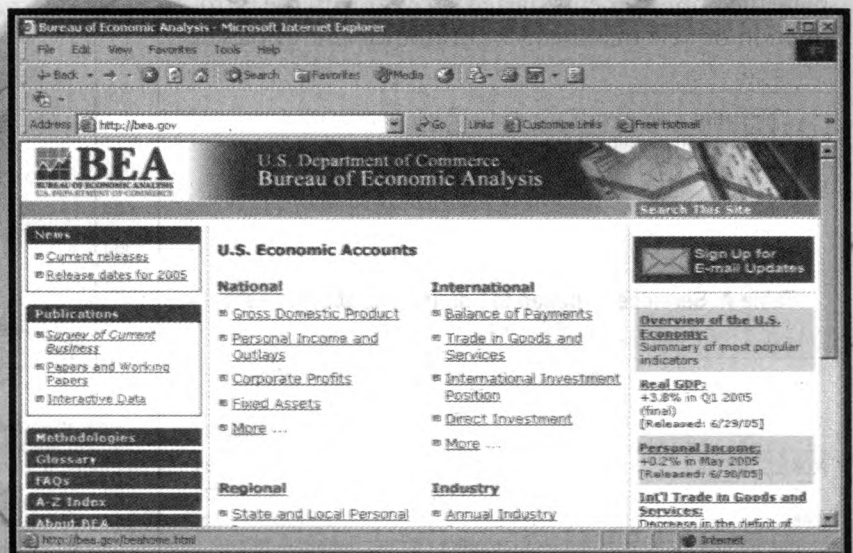 Bureau of Economic Analysis - Microsoft Internet Explorer
File Edit View Favorites Tools Help
Back Search Favorites Media
Address http://bea.gov Go Links Customize Links Free Hotmail
BEA
BUREAU OF ECONOMIC ANALYSIS
U.S. DEPARTMENT OF COMMERCE
U.S. Department of Commerce
Bureau of Economic Analysis
Search This Site
News
Current releases
Release dates for 2005
Publications
Survey of Current
Business
Papers and Working
Papers
Interactive Data
Methodologies
Glossary
FAQs
A-Z Index
About BEA
U.S. Economic Accounts
National
Gross Domestic Product
Personal Income and
Outlays
Corporate Profits
Fixed Assets
More ...
International
Balance of Payments
Trade in Goods and
Services
International Investment
Position
Direct Investment
More ...
Regional
State and Local Personal
Industry
Annual Industry
Sign Up for
E-mail Updates
Overview of the U.S.
Economy:
Summary of most popular
indicators
Real GDP:
+3.8% in Q1 2005
(final)
[Released: 6/29/05]
Personal Income:
+0.2% in May 2005
[Released: 6/30/05]
Int'l Trade in Goods and
Services:
Decrease in the deficit of
http://bea.gov/beahome.html
Internet